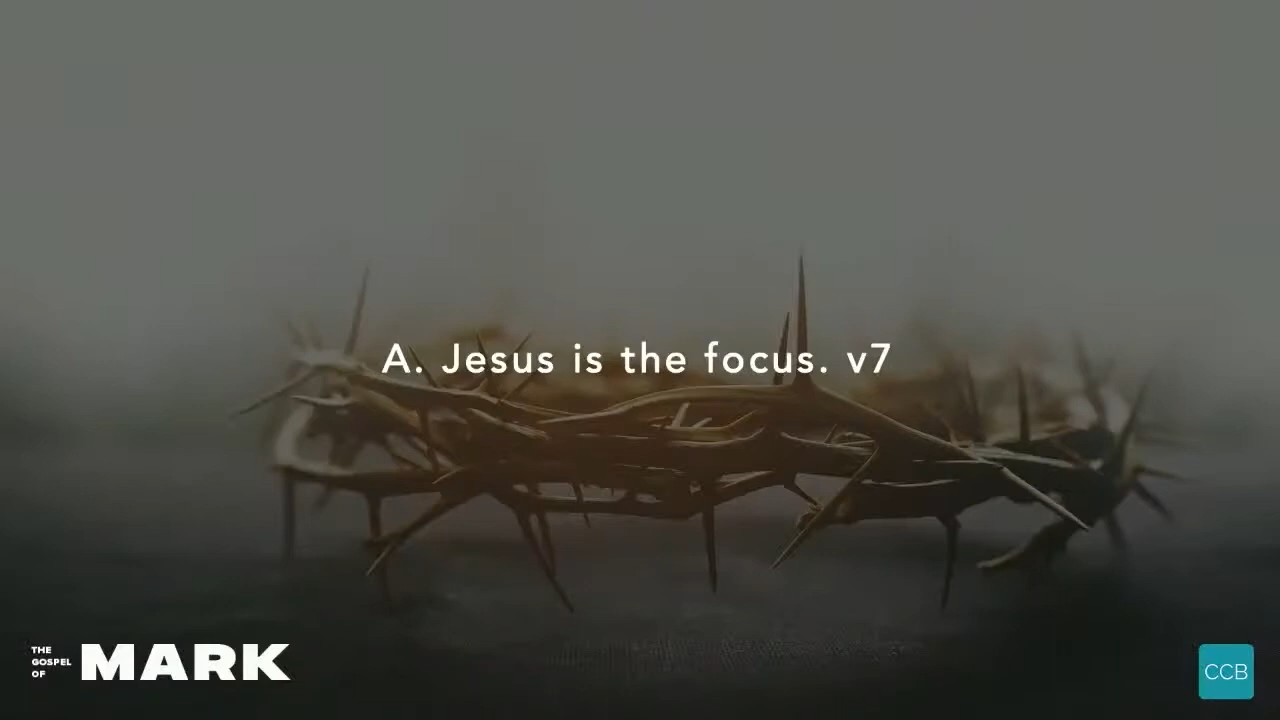 A. Jesus is the focus. v7
THE
GOSPEL
OF
MARK
CCB